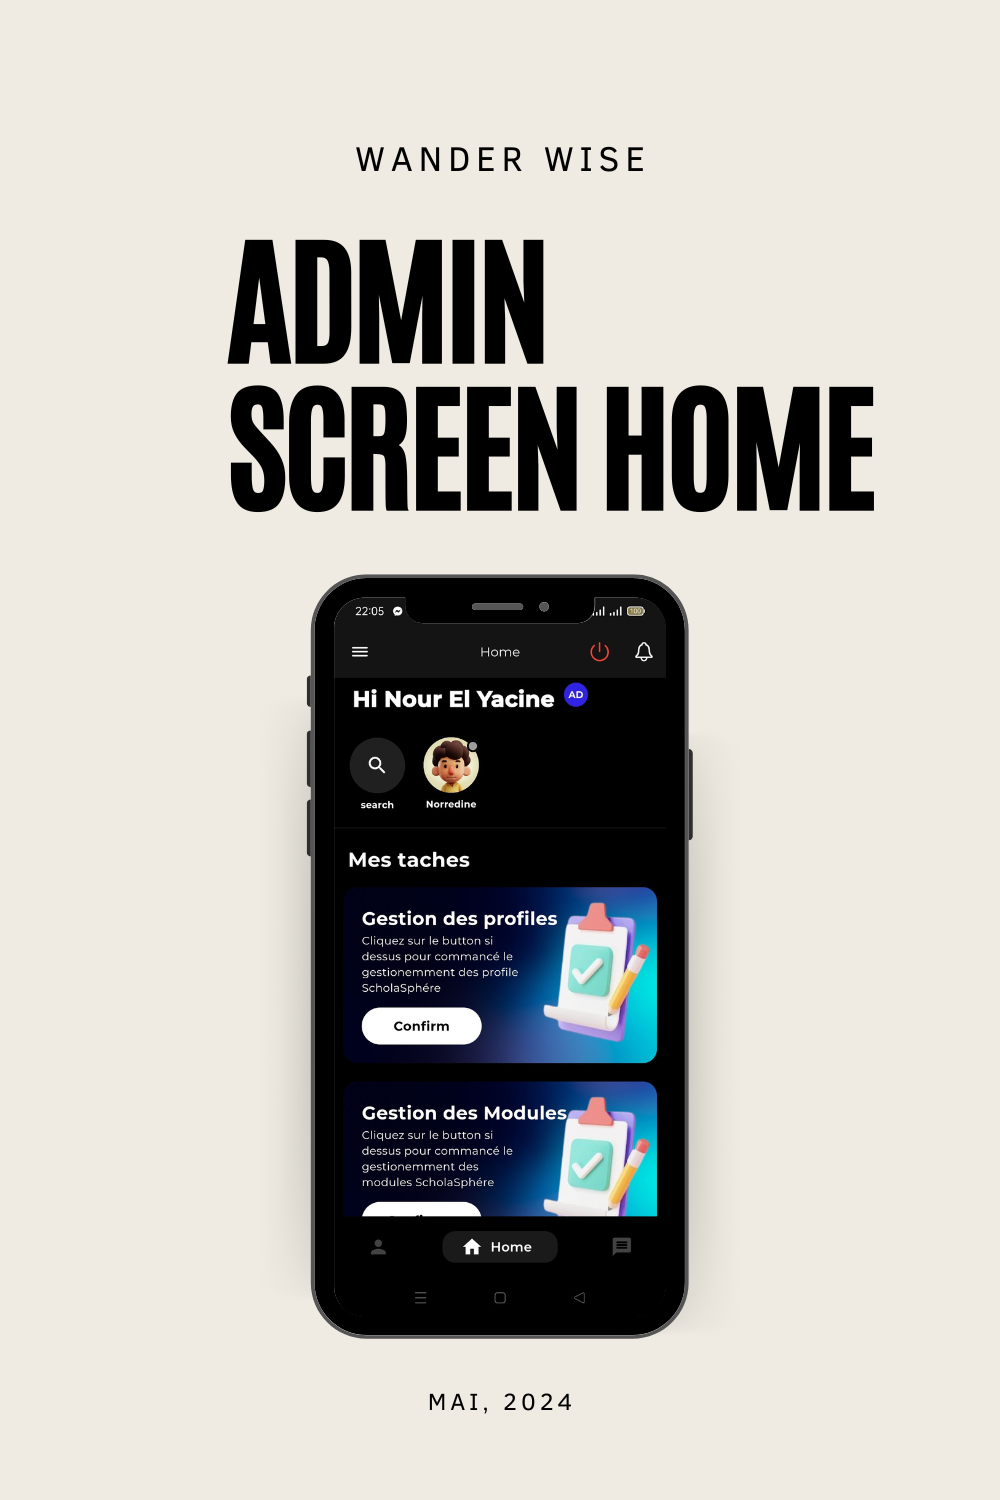 WANDER WISE
ADMIN
SCREEN HOME
22:05
100
Home
Hi Nour El Yacine
AD
search
Norredine
Mes taches
Gestion des profiles
Cliquez sur le button si
dessus pour commancé le
gestionemment des profile
ScholaSphére
Confirm
Gestion des Modules
Cliquez sur le button si
dessus pour commancé le
gestionemment des
modules ScholaSphére
Home
MAI, 2024